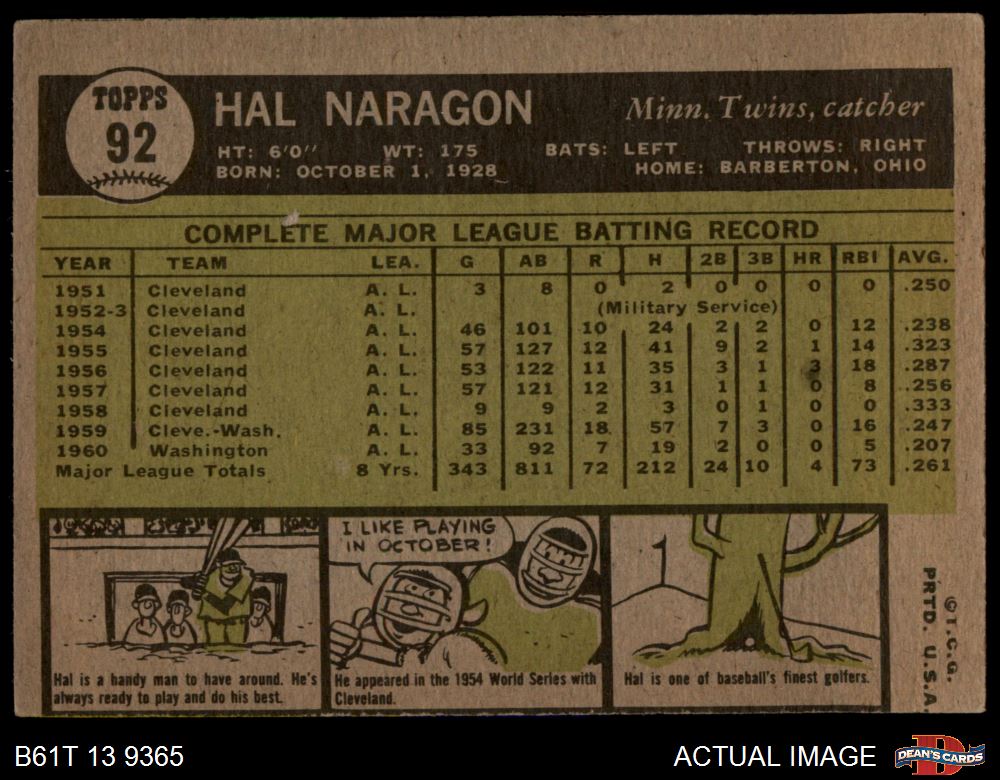 TOPPS
92
HAL NARAGON
Minn. Twins, catcher
HT: 6'0" WT: 175 BATS: LEFT THROWS: RIGHT
BORN: OCTOBER 1, 1928 HOME: BARBERTON, OHIO
COMPLETE MAJOR LEAGUE BATTING RECORD
YEAR TEAM LEA. G AB R H 2B 3B HR RBI AVG.
1951 Cleveland A. L. 3 8 0 2 0 0 0 0 .250
1952-3 Cleveland A. L. (Military Service)
1954 Cleveland A. L. 46 101 10 24 2 2 0 12 .238
1955 Cleveland A. L. 57 127 12 41 9 2 1 14 .323
1956 Cleveland A. L. 53 122 11 35 3 1 3 18 .287
1957 Cleveland A. L. 57 121 12 31 1 1 0 8 .256
1958 Cleveland A. L. 9 9 2 3 0 1 0 0 .333
1959 Cleve.-Wash. A. L. 85 231 18 57 7 3 0 16 .247
1960 Washington A. L. 33 92 7 19 2 0 0 5 .207
Major League Totals 8 Yrs. 343 811 72 212 24 10 4 73 .261
I LIKE PLAYING
IN OCTOBER!
Hal is a handy man to have around. He's
always ready to play and do his best.
He appeared in the 1954 World Series with
Cleveland.
Hal is one of baseball's finest golfers.
© T.C.G.
PRTD. U.S.A.
B61T 13 9365
ACTUAL IMAGE
DEAN'S CARDS